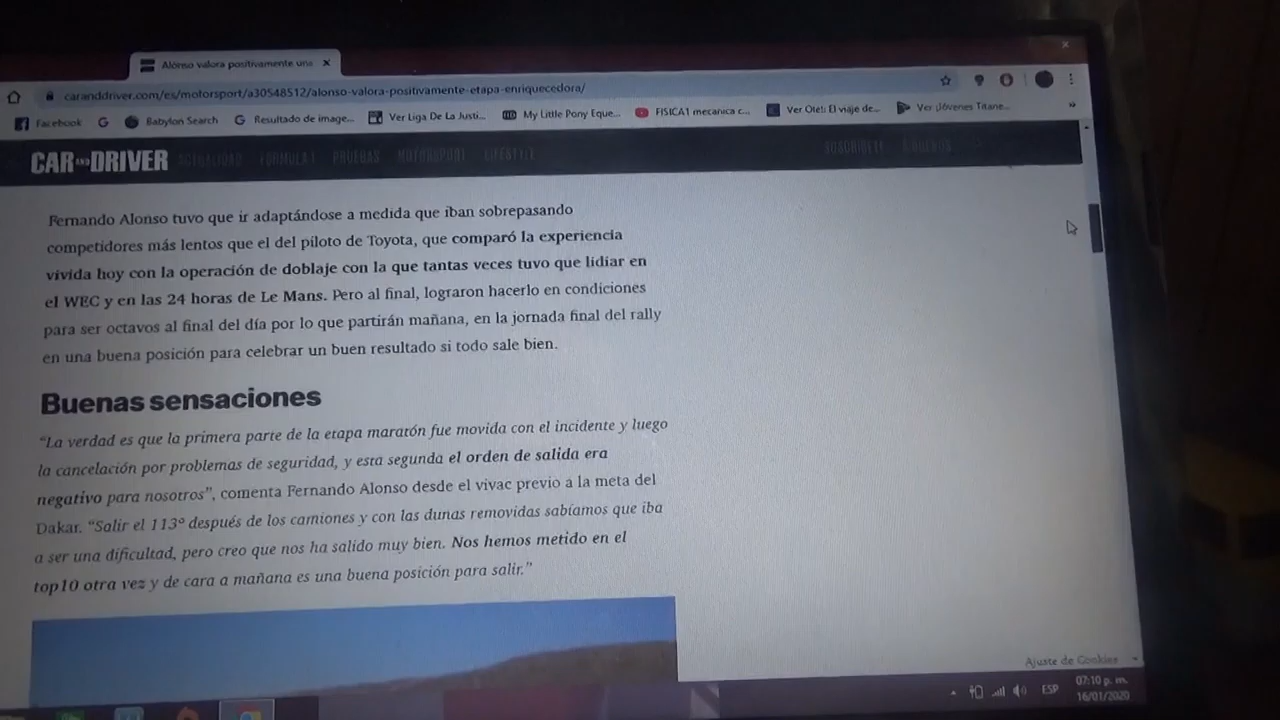 Alonso valora positivamente una
caranddriver.com/es/motorsport/a30548512/alonso-valora-positivamente-etapa-enriquecedora/
Facebook G Babylon Search Resultado de image... Ver Liga De La Justi... My Little Pony Eque... FISICA1 mecanica c... Ver Olet! El viaje de... Ver ¡Jóvenes Titane... »
CAR AND DRIVER ACTUALIDAD FORMULA 1 PRUEBAS MOTORSPORT LIFESTYLE SUSCRÍBETE
Fernando Alonso tuvo que ir adaptándose a medida que iban sobrepasando
competidores más lentos que el del piloto de Toyota, que comparó la experiencia
vivida hoy con la operación de doblaje con la que tantas veces tuvo que lidiar en
el WEC y en las 24 horas de Le Mans. Pero al final, lograron hacerlo en condiciones
para ser octavos al final del día por lo que partirán mañana, en la jornada final del rally
en una buena posición para celebrar un buen resultado si todo sale bien.
Buenas sensaciones
“La verdad es que la primera parte de la etapa maratón fue movida con el incidente y luego
la cancelación por problemas de seguridad, y esta segunda el orden de salida era
negativo para nosotros”, comenta Fernando Alonso desde el vivac previo a la meta del
Dakar. “Salir el 113º después de los camiones y con las dunas removidas sabíamos que iba
a ser una dificultad, pero creo que nos ha salido muy bien. Nos hemos metido en el
top10 otra vez y de cara a mañana es una buena posición para salir.”
Ajuste de Cookies
ESP 07:10 p. m.
16/01/2020